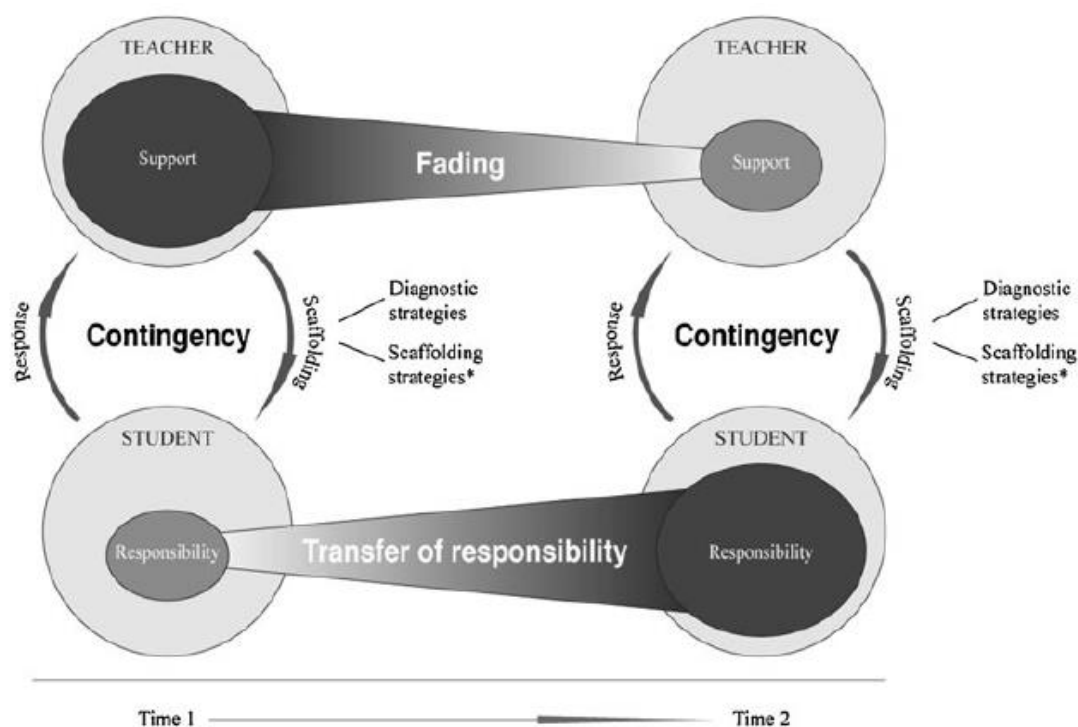 TEACHER
TEACHER
Support
Fading
Support
Response
Contingency
Scaffolding
Diagnostic
strategies
Scaffolding
strategies*
Response
Contingency
Scaffolding
Diagnostic
strategies
Scaffolding
strategies*
STUDENT
STUDENT
Responsibility
Transfer of responsibility
Responsibility
Time 1
Time 2